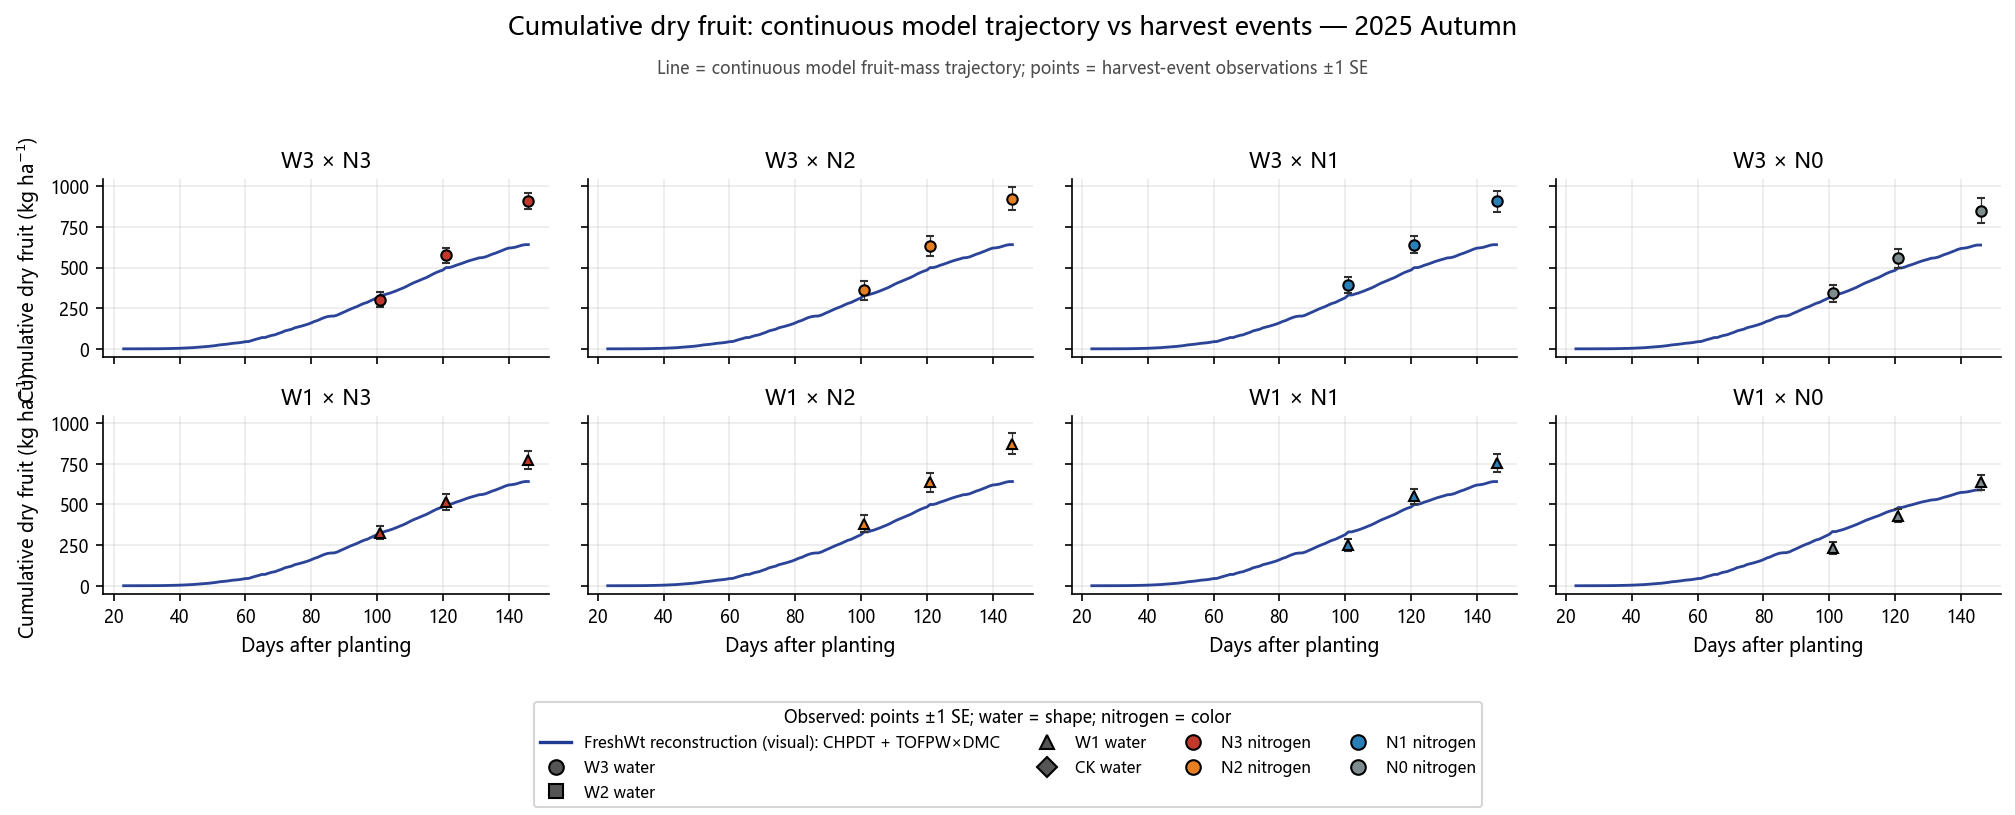 Cumulative dry fruit: continuous model trajectory vs harvest events — 2025 Autumn
Line = continuous model fruit-mass trajectory; points = harvest-event observations ±1 SE
W3 × N3
W3 × N2
W3 × N1
W3 × N0
Cumulative dry fruit (kg ha⁻¹)
1000
750
500
250
0
W1 × N3
W1 × N2
W1 × N1
W1 × N0
Cumulative dry fruit (kg ha⁻¹)
1000
750
500
250
0
20 40 60 80 100 120 140
20 40 60 80 100 120 140
20 40 60 80 100 120 140
20 40 60 80 100 120 140
Days after planting
Days after planting
Days after planting
Days after planting
Observed: points ±1 SE; water = shape; nitrogen = color
FreshWt reconstruction (visual): CHPDT + TOFPW×DMC
W3 water
W2 water
W1 water
CK water
N3 nitrogen
N2 nitrogen
N1 nitrogen
N0 nitrogen